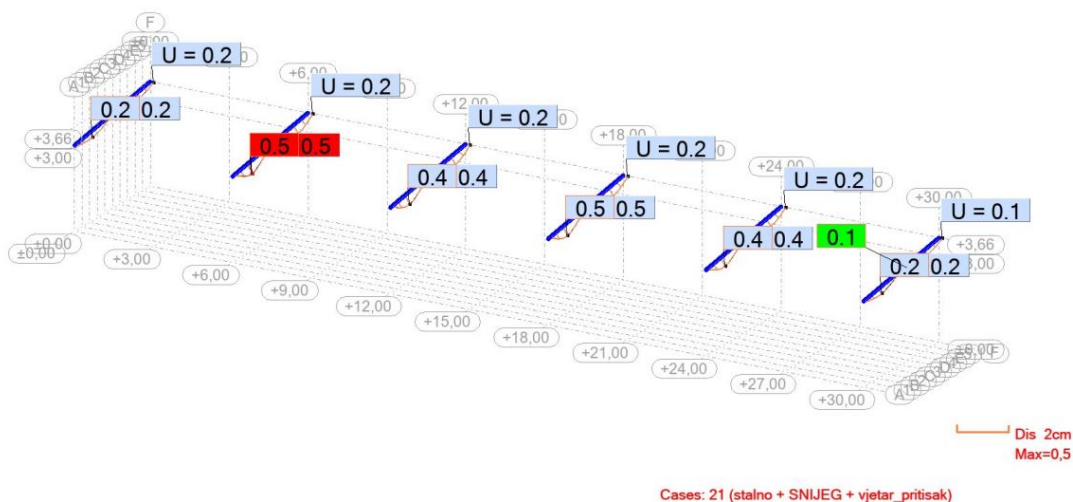 F
U = 0.2
+6,00
U = 0.2
0.2 0.2
+12,00
U = 0.2
+3,66
+3,00
0.5 0.5
+18,00
U = 0.2
0.4 0.4
+24,00
U = 0.2
0.5 0.5
+30,00
U = 0.1
0.4 0.4
0.1
+3,66
0.2 0.2
±0.00
±0,00
+3,00
+6,00
+9,00
+12,00
+15,00
+18,00
+21,00
+24,00
+27,00
+30,00
F
Dis 2cm
Max=0,5
Cases: 21 (stalno + SNIJEG + vjetar_pritisak)